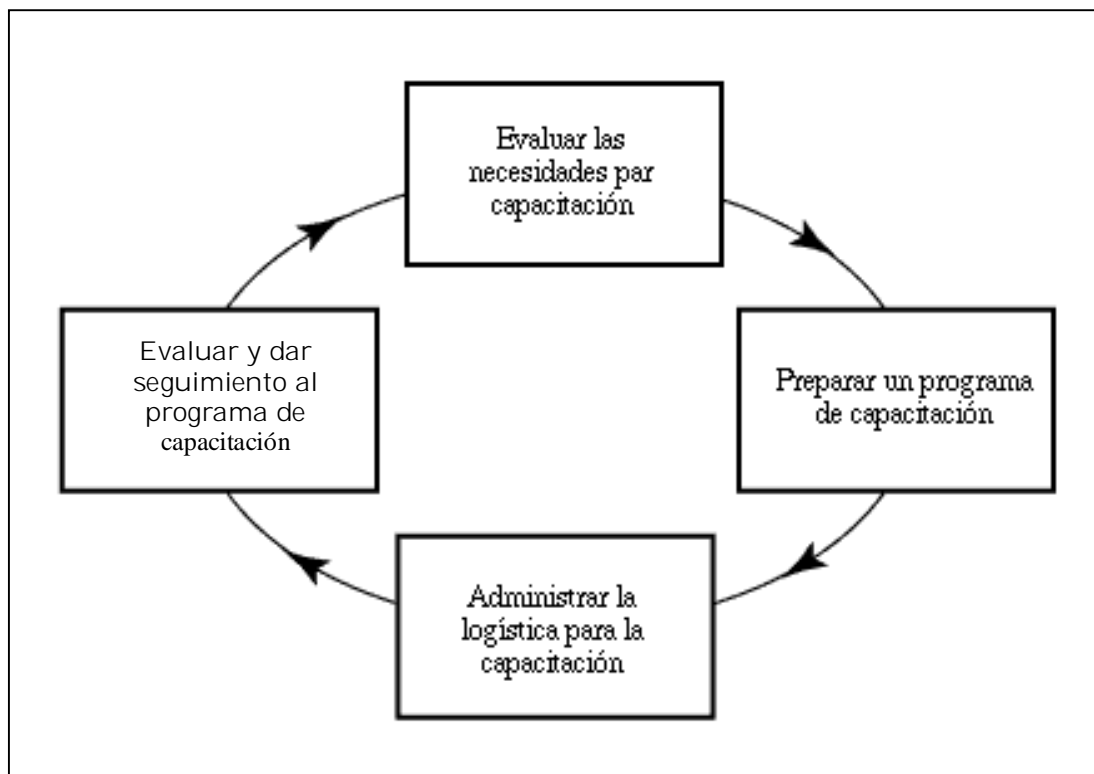 Evaluar las
necesidades par
capacitación
Preparar un programa
de capacitación
Administrar la
logística para la
capacitación
Evaluar y dar
seguimiento al
programa de
capacitación